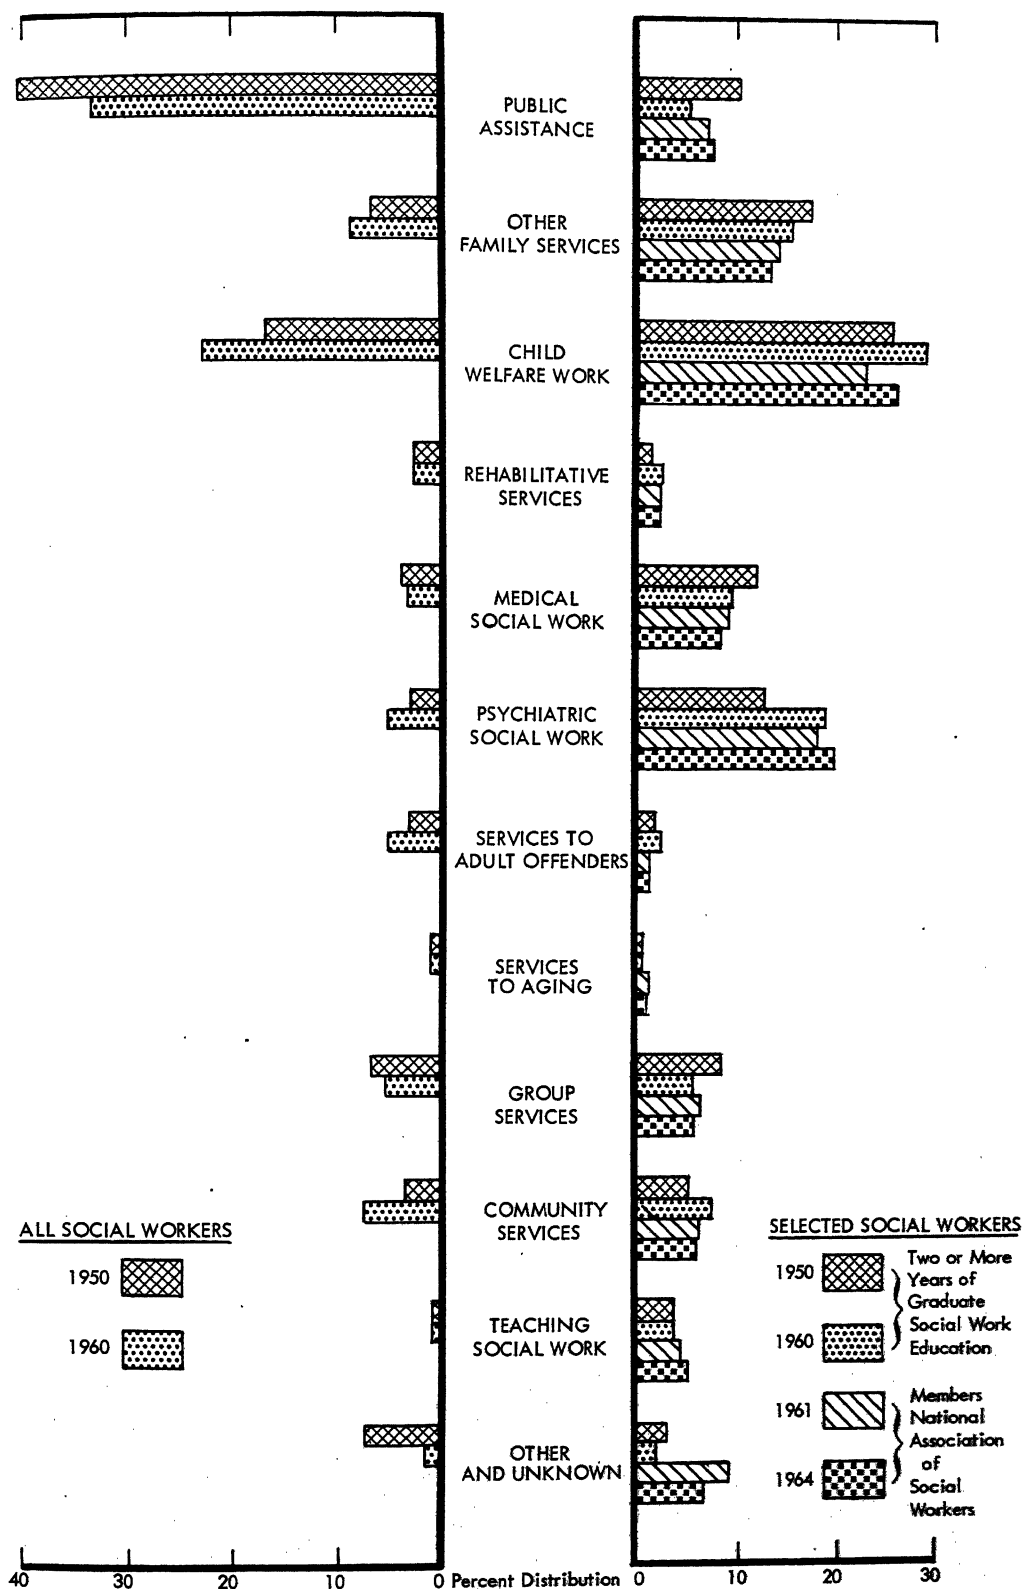 PUBLIC
ASSISTANCE
OTHER
FAMILY SERVICES
CHILD
WELFARE WORK
REHABILITATIVE
SERVICES
MEDICAL
SOCIAL WORK
PSYCHIATRIC
SOCIAL WORK
SERVICES TO
ADULT OFFENDERS
SERVICES
TO AGING
GROUP
SERVICES
COMMUNITY
SERVICES
TEACHING
SOCIAL WORK
OTHER
AND UNKNOWN
ALL SOCIAL WORKERS
1950
1960
SELECTED SOCIAL WORKERS
1950
1960
Two or More
Years of
Graduate
Social Work
Education
1961
1964
Members
National
Association
of
Social
Workers
40 30 20 10 0 Percent Distribution 0 10 20 30